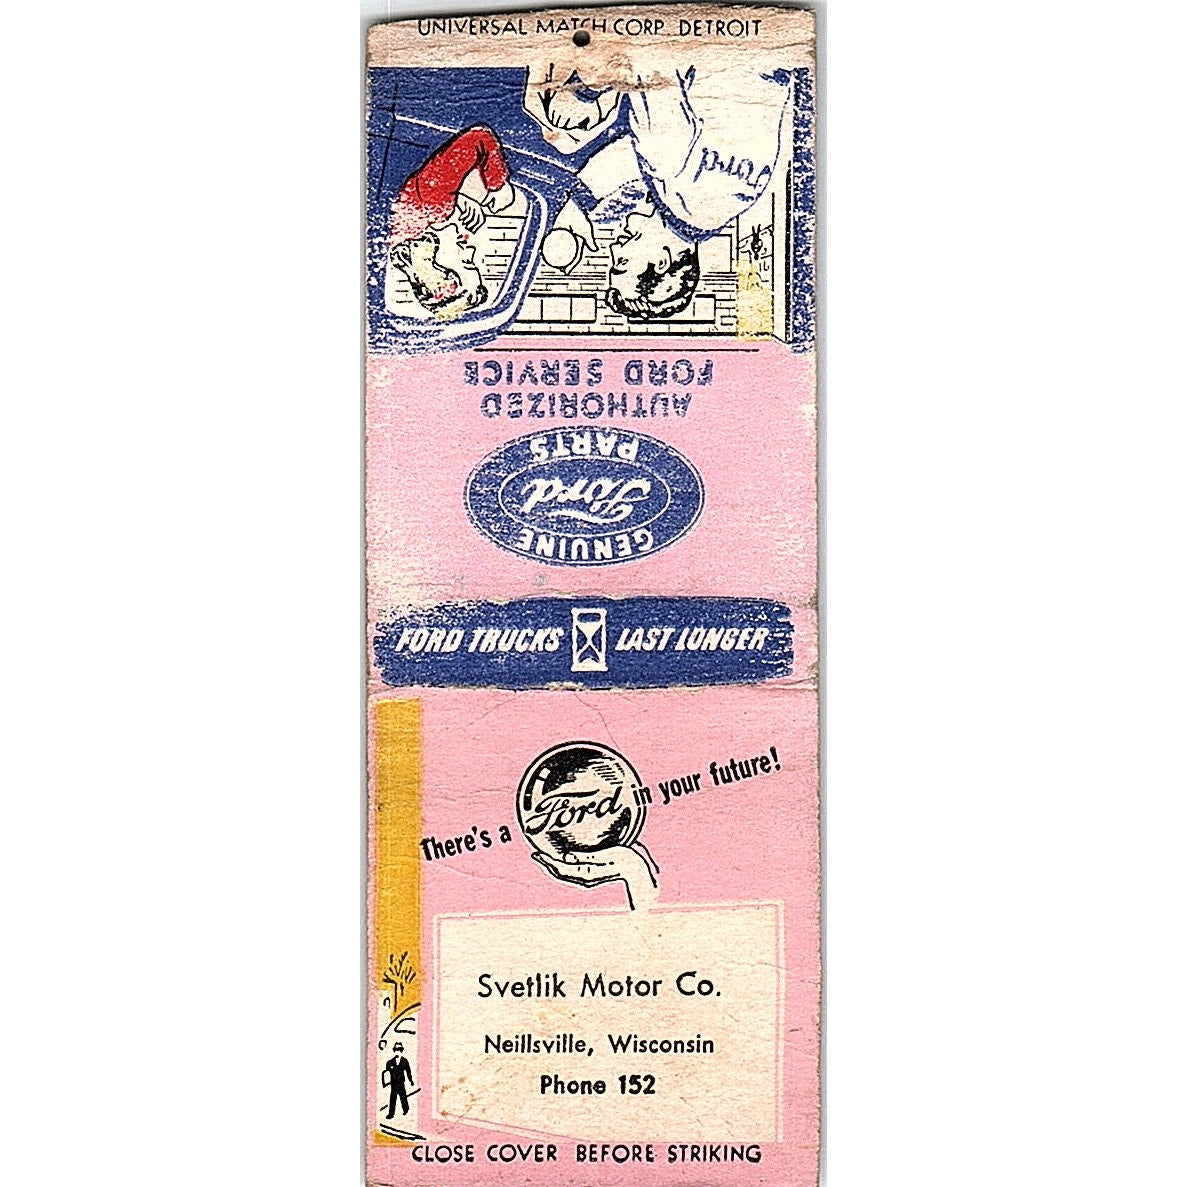 UNIVERSAL MATCH CORP. DETROIT
Ford
AUTHORIZED
FORD SERVICE
GENUINE
Ford
PARTS
FORD TRUCKS LAST LONGER
There's a Ford in your future!
Svetlik Motor Co.
Neillsville, Wisconsin
Phone 152
CLOSE COVER BEFORE STRIKING